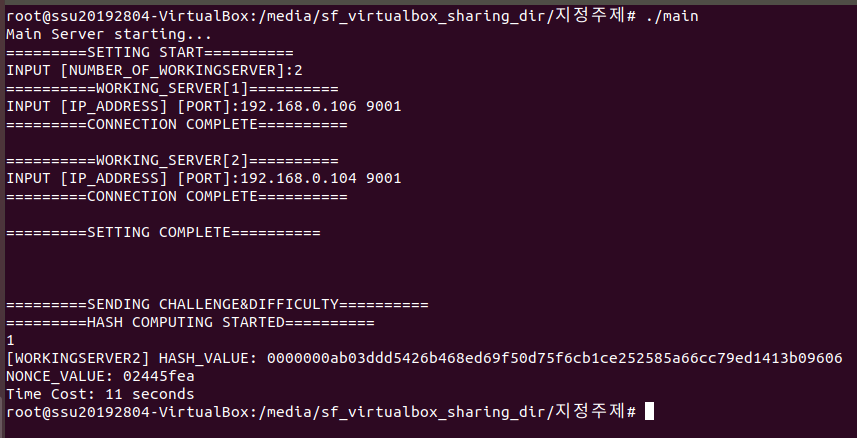 root@ssu20192804-VirtualBox:/media/sf_virtualbox_sharing_dir/지정주제# ./main
Main Server starting...
=========SETTING START==========
INPUT [NUMBER_OF_WORKINGSERVER]:2
==========WORKING_SERVER[1]==========
INPUT [IP_ADDRESS] [PORT]:192.168.0.106 9001
=========CONNECTION COMPLETE==========
==========WORKING_SERVER[2]==========
INPUT [IP_ADDRESS] [PORT]:192.168.0.104 9001
=========CONNECTION COMPLETE==========
=========SETTING COMPLETE==========
=========SENDING CHALLENGE&DIFFICULTY==========
=========HASH COMPUTING STARTED==========
1
[WORKINGSERVER2] HASH_VALUE: 0000000ab03ddd5426b468ed69f50d75f6cb1ce252585a66cc79ed1413b09606
NONCE_VALUE: 02445fea
Time Cost: 11 seconds
root@ssu20192804-VirtualBox:/media/sf_virtualbox_sharing_dir/지정주제#